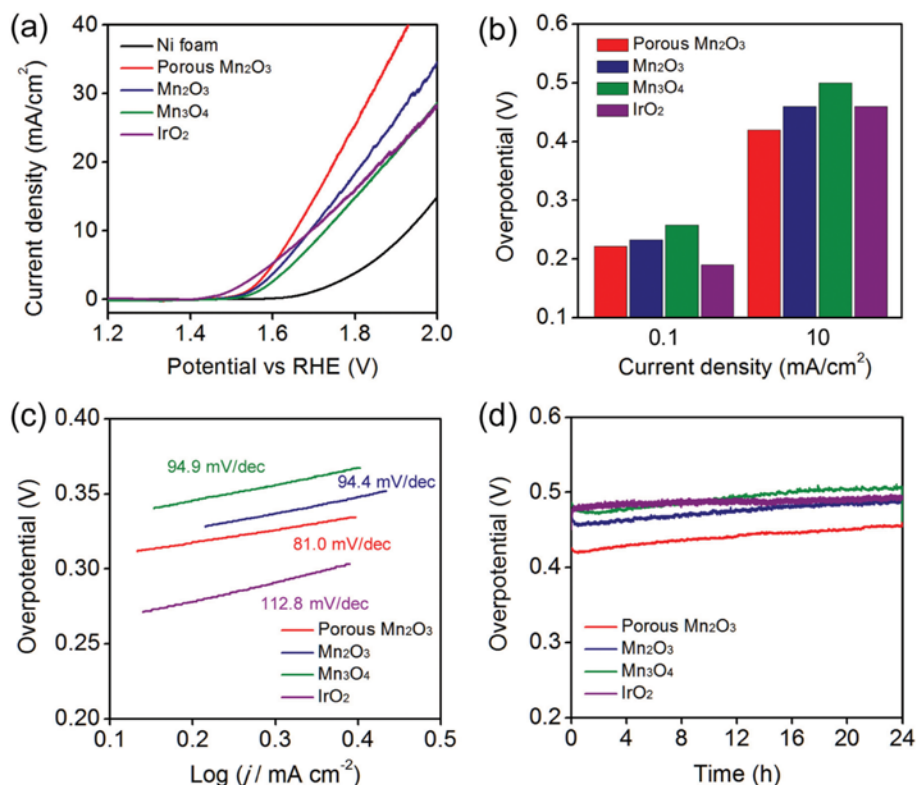 (a)
40
30
20
10
0
Current density (mA/cm²)
Ni foam
Porous Mn₂O₃
Mn₂O₃
Mn₃O₄
IrO₂
1.2 1.4 1.6 1.8 2.0
Potential vs RHE (V)
(b)
0.6
0.5
0.4
0.3
0.2
0.1
Overpotential (V)
Porous Mn₂O₃
Mn₂O₃
Mn₃O₄
IrO₂
0.1 10
Current density (mA/cm²)
(c)
0.40
0.35
0.30
0.25
0.20
Overpotential (V)
94.9 mV/dec
94.4 mV/dec
81.0 mV/dec
112.8 mV/dec
Porous Mn₂O₃
Mn₂O₃
Mn₃O₄
IrO₂
0.1 0.2 0.3 0.4 0.5
Log (j / mA cm⁻²)
(d)
0.6
0.5
0.4
0.3
0.2
Overpotential (V)
Porous Mn₂O₃
Mn₂O₃
Mn₃O₄
IrO₂
0 4 8 12 16 20 24
Time (h)